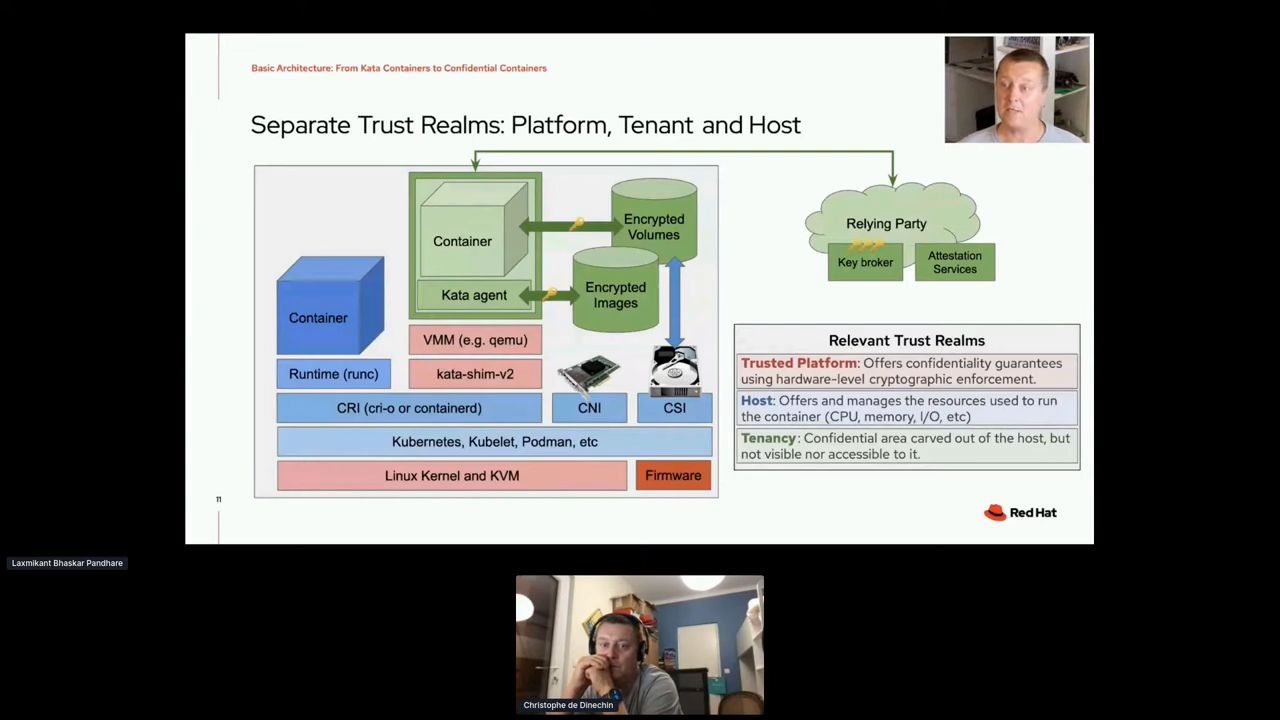 Basic Architecture: From Kata Containers to Confidential Containers
Separate Trust Realms: Platform, Tenant and Host
Container
Encrypted
Volumes
Kata agent
Encrypted
Images
Container
VMM (e.g. qemu)
Runtime (runc)
kata-shim-v2
CRI (cri-o or containerd)
CNI
CSI
Kubernetes, Kubelet, Podman, etc
Linux Kernel and KVM
Firmware
Relying Party
Key broker
Attestation
Services
Relevant Trust Realms
Trusted Platform: Offers confidentiality guarantees
using hardware-level cryptographic enforcement.
Host: Offers and manages the resources used to run
the container (CPU, memory, I/O, etc)
Tenancy: Confidential area carved out of the host, but
not visible nor accessible to it.
11
Red Hat
Laxmikant Bhaskar Pandhare
Christophe de Dinechin